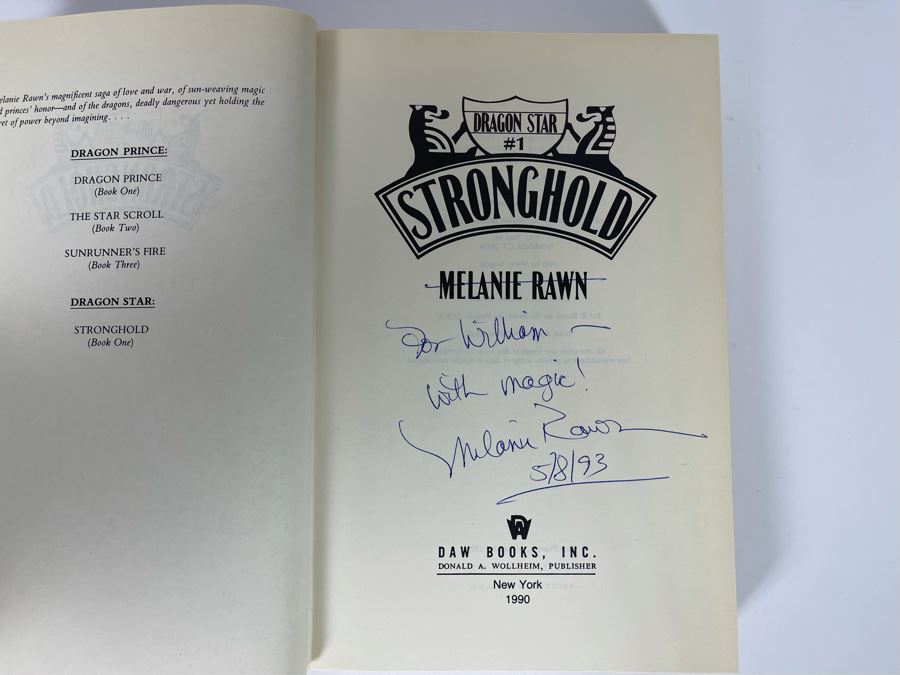 elanie Rawn's magnificent saga of love and war, of sun-weaving magic
d princes' honor—and of the dragons, deadly dangerous yet holding the
ret of power beyond imagining. . . .
DRAGON PRINCE:
DRAGON PRINCE
(Book One)
THE STAR SCROLL
(Book Two)
SUNRUNNER'S FIRE
(Book Three)
DRAGON STAR:
STRONGHOLD
(Book One)
DRAGON STAR
#1
STRONGHOLD
MELANIE RAWN
For William —
with magic!
Melanie Rawn
5/8/93
DAW BOOKS, INC.
DONALD A. WOLLHEIM, PUBLISHER
New York
1990